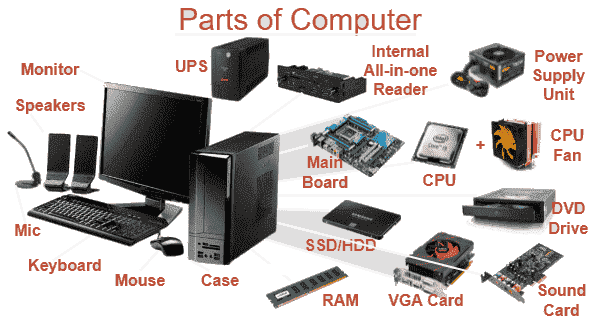 Parts of Computer
UPS
Internal
All-in-one
Reader
Power
Supply
Unit
Monitor
Speakers
Main
Board
CPU
+
CPU
Fan
Mic
Keyboard
Mouse
Case
SSD/HDD
DVD
Drive
RAM
VGA Card
Sound
Card